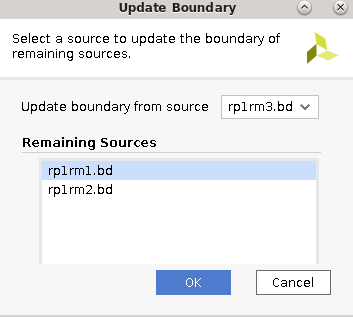 Update Boundary
Select a source to update the boundary of
remaining sources.
Update boundary from source rp1rm3.bd
Remaining Sources
rp1rm1.bd
rp1rm2.bd
OK Cancel